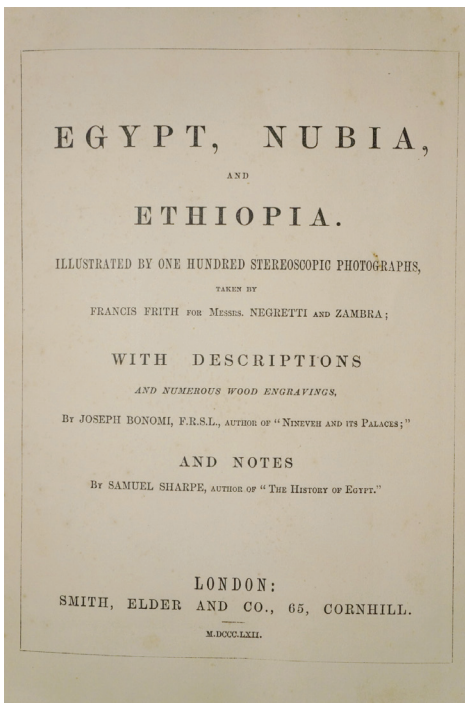 EGYPT, NUBIA,
AND
ETHIOPIA.
ILLUSTRATED BY ONE HUNDRED STEREOSCOPIC PHOTOGRAPHS,
TAKEN BY
FRANCIS FRITH FOR MESSRS. NEGRETTI AND ZAMBRA;
WITH DESCRIPTIONS
AND NUMEROUS WOOD ENGRAVINGS,
BY JOSEPH BONOMI, F.R.S.L., AUTHOR OF "NINEVEH AND ITS PALACES;"
AND NOTES
BY SAMUEL SHARPE, AUTHOR OF "THE HISTORY OF EGYPT."
LONDON:
SMITH, ELDER AND CO., 65, CORNHILL.
M.DCCC.LXII.